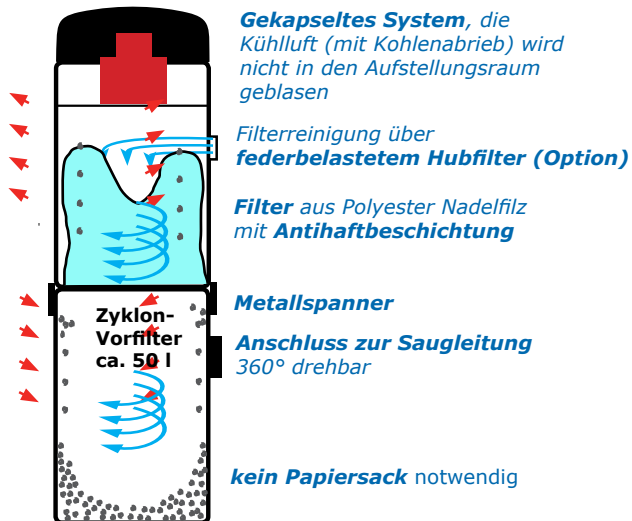 Gekapseltes System, die
Kühlluft (mit Kohlenabrieb) wird
nicht in den Aufstellungsraum
geblasen
Filterreinigung über
federbelastetem Hubfilter (Option)
Filter aus Polyester Nadelfilz
mit Antihaftbeschichtung
Metallspanner
Zyklon-
Vorfilter
ca. 50 l
Anschluss zur Saugleitung
360° drehbar
kein Papiersack notwendig